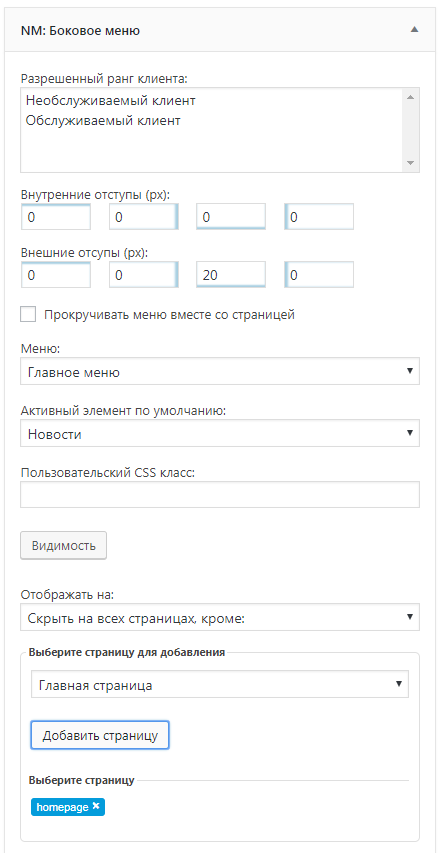 NM: Боковое меню
Разрешенный ранг клиента:
Необслуживаемый клиент
Обслуживаемый клиент
Внутренние отступы (px):
0 0 0 0
Внешние отсупы (px):
0 0 20 0
Прокручивать меню вместе со страницей
Меню:
Главное меню
Активный элемент по умолчанию:
Новости
Пользовательский CSS класс:
Видимость
Отображать на:
Скрыть на всех страницах, кроме:
Выберите страницу для добавления
Главная страница
Добавить страницу
Выберите страницу
homepage ×